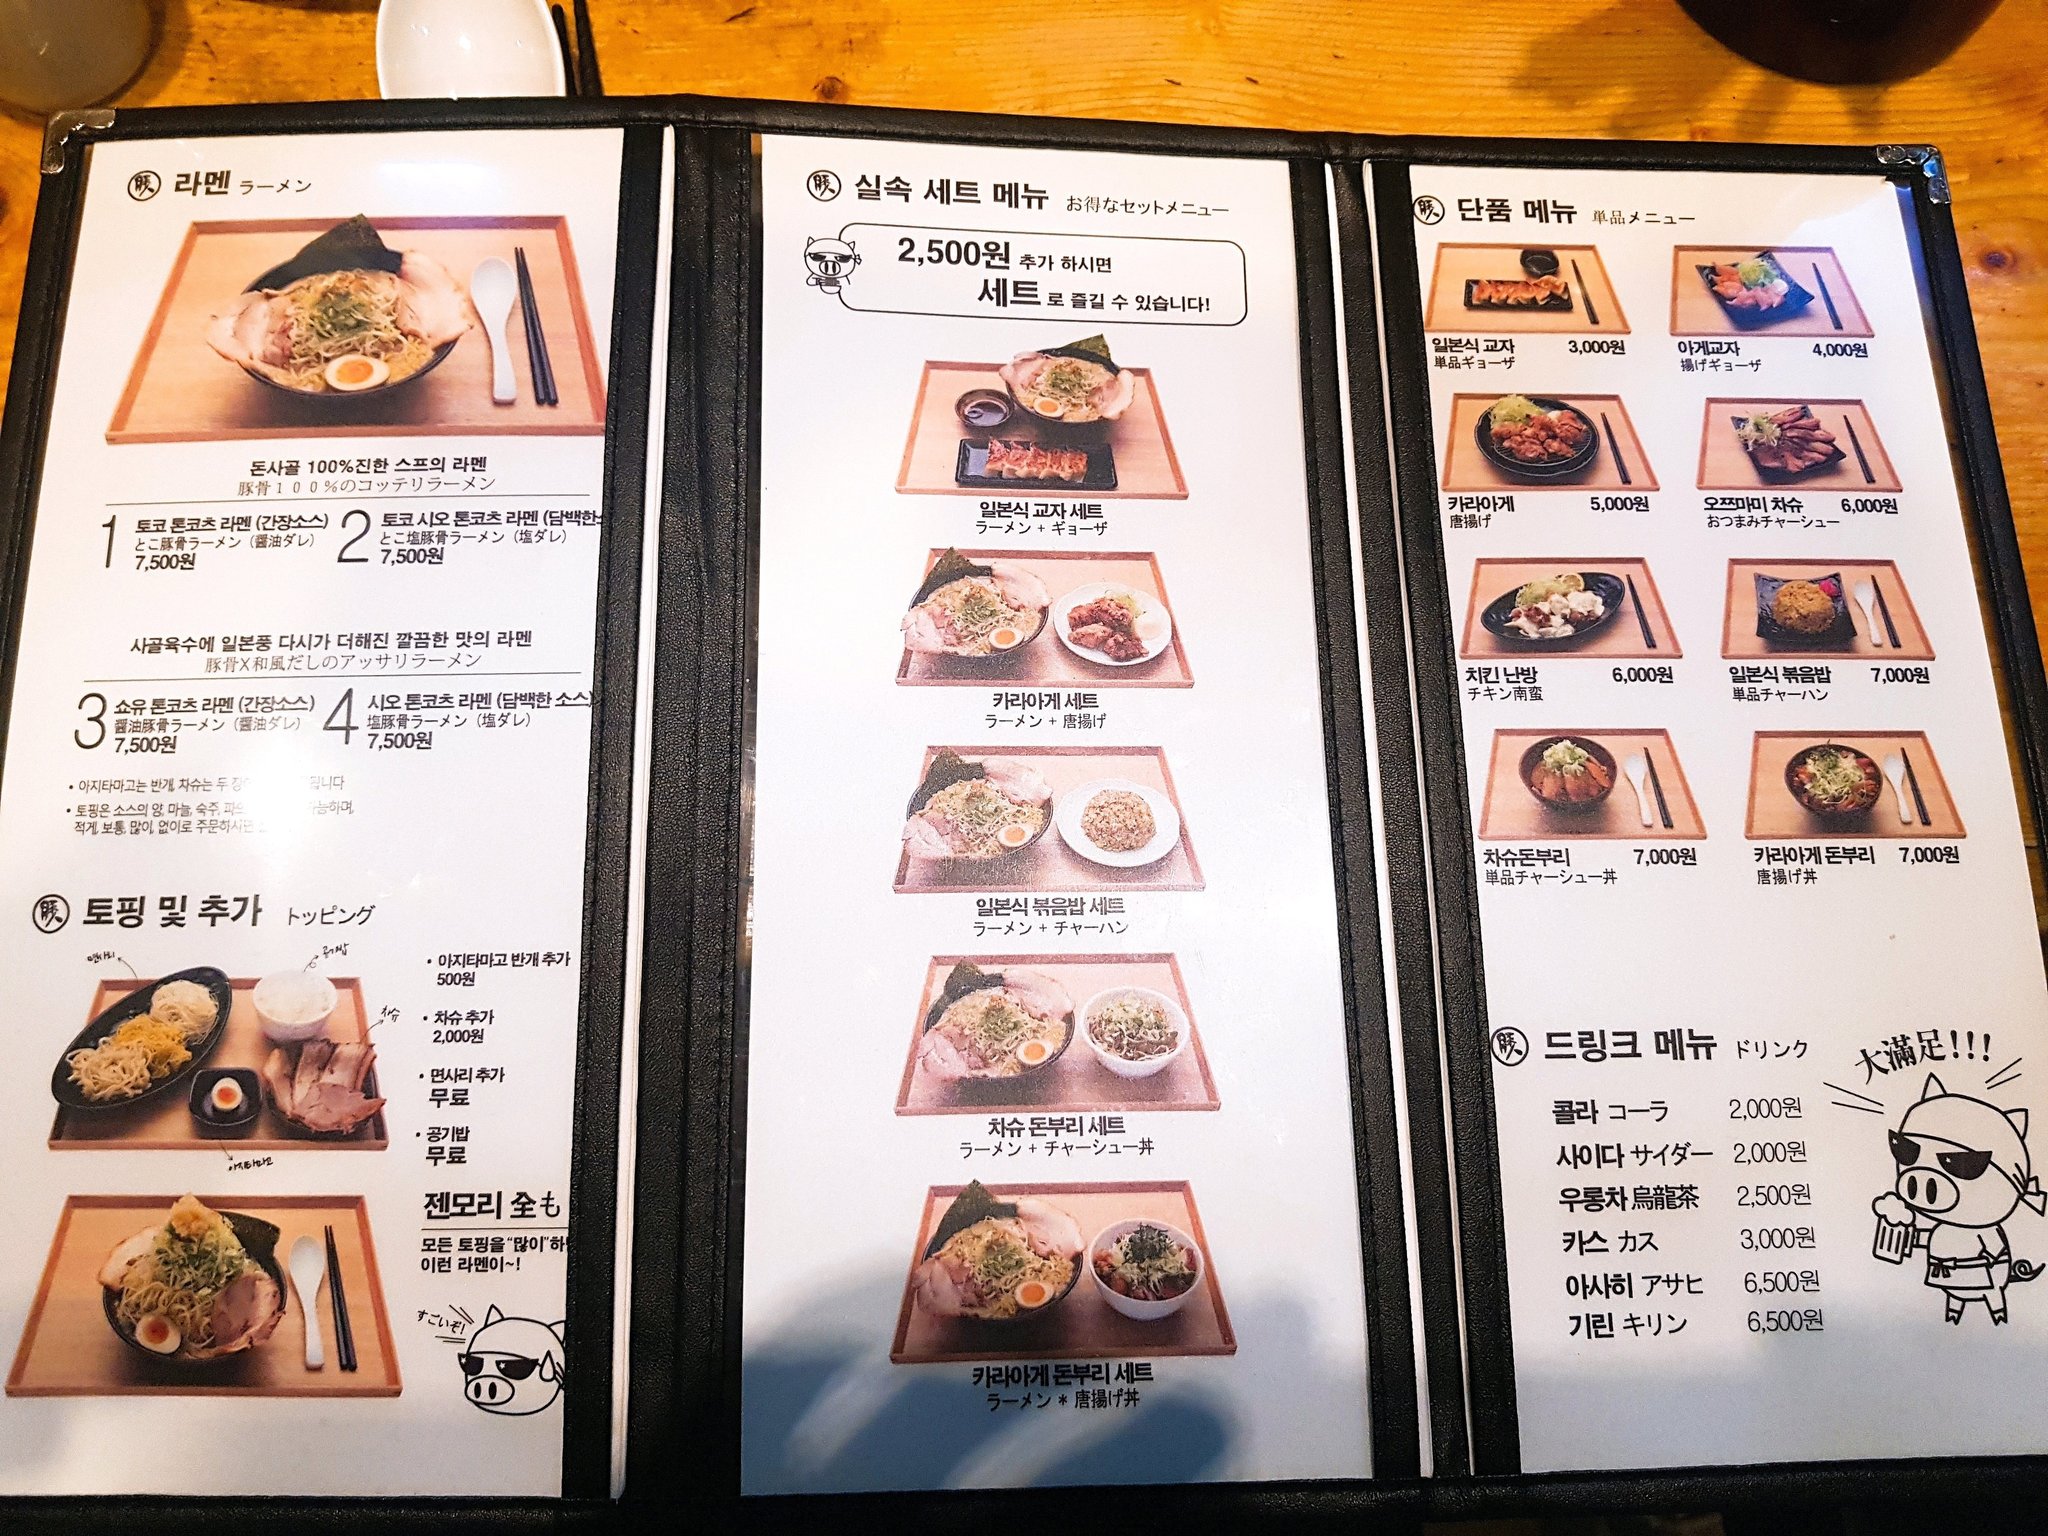 豚 라멘 ラーメン
돈사골 100%진한 스프의 라멘
豚骨100%のコッテリラーメン
1 토코 톤코츠 라멘 (간장소스)
とこ豚骨ラーメン (醤油ダレ)
7,500원
2 토코 시오 톤코츠 라멘 (담백한
とこ塩豚骨ラーメン (塩ダレ)
7,500원
사골육수에 일본풍 다시가 더해진 깔끔한 맛의 라멘
豚骨X和風だしのアッサリラーメン
3 쇼유 톤코츠 라멘 (간장소스)
醤油豚骨ラーメン (醤油ダレ)
7,500원
4 시오 톤코츠 라멘 (담백한 소스)
塩豚骨ラーメン (塩ダレ)
7,500원
• 아지타마고는 반개, 차슈는 두 장 됩니다
• 토핑은 소스의 양, 마늘, 숙주, 파 가능하며,
적게, 보통, 많이, 없이로 주문하시면
豚 토핑 및 추가 トッピング
면사리
공기밥
차슈
아지타마고
• 아지타마고 반개 추가
500원
• 차슈 추가
2,000원
• 면사리 추가
무료
• 공기밥
무료
젠모리 全も
모든 토핑을 "많이"하
이런 라멘이~!
すごいぞ!
豚 실속 세트 메뉴 お得なセットメニュー
2,500원 추가 하시면
세트로 즐길 수 있습니다!
일본식 교자 세트
ラーメン + ギョーザ
카라아게 세트
ラーメン + 唐揚げ
일본식 볶음밥 세트
ラーメン + チャーハン
차슈 돈부리 세트
ラーメン + チャーシュー丼
카라아게 돈부리 세트
ラーメン * 唐揚げ丼
豚 단품 메뉴 単品メニュー
일본식 교자 3,000원
単品ギョーザ
아게교자 4,000원
揚げギョーザ
카라아게 5,000원
唐揚げ
오쯔마미 차슈 6,000원
おつまみチャーシュー
치킨 난방 6,000원
チキン南蛮
일본식 볶음밥 7,000원
単品チャーハン
차슈돈부리 7,000원
単品チャーシュー丼
카라아게 돈부리 7,000원
唐揚げ丼
豚 드링크 메뉴 ドリンク
大満足!!!
콜라 コーラ 2,000원
사이다 サイダー 2,000원
우롱차 烏龍茶 2,500원
카스 カス 3,000원
아사히 アサヒ 6,500원
기린 キリン 6,500원